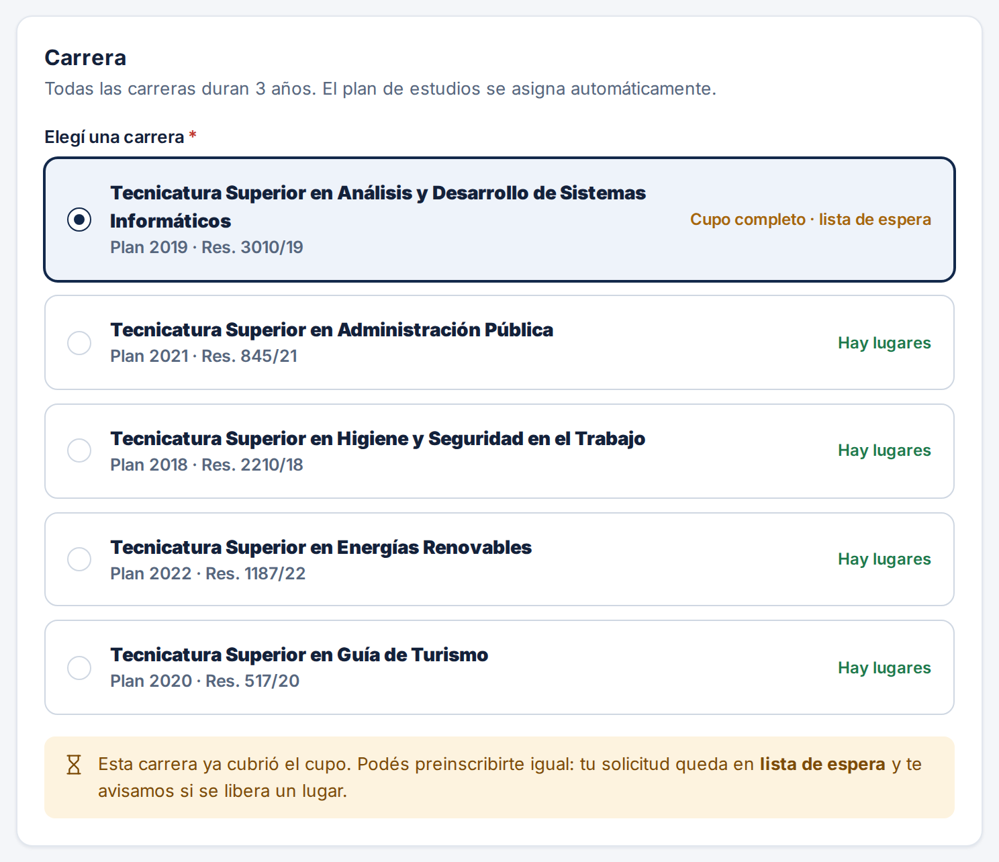 Carrera
Todas las carreras duran 3 años. El plan de estudios se asigna automáticamente.
Elegí una carrera *
Tecnicatura Superior en Análisis y Desarrollo de Sistemas
Informáticos
Plan 2019 · Res. 3010/19
Cupo completo · lista de espera
Tecnicatura Superior en Administración Pública
Plan 2021 · Res. 845/21
Hay lugares
Tecnicatura Superior en Higiene y Seguridad en el Trabajo
Plan 2018 · Res. 2210/18
Hay lugares
Tecnicatura Superior en Energías Renovables
Plan 2022 · Res. 1187/22
Hay lugares
Tecnicatura Superior en Guía de Turismo
Plan 2020 · Res. 517/20
Hay lugares
Esta carrera ya cubrió el cupo. Podés preinscribirte igual: tu solicitud queda en lista de espera y te
avisamos si se libera un lugar.